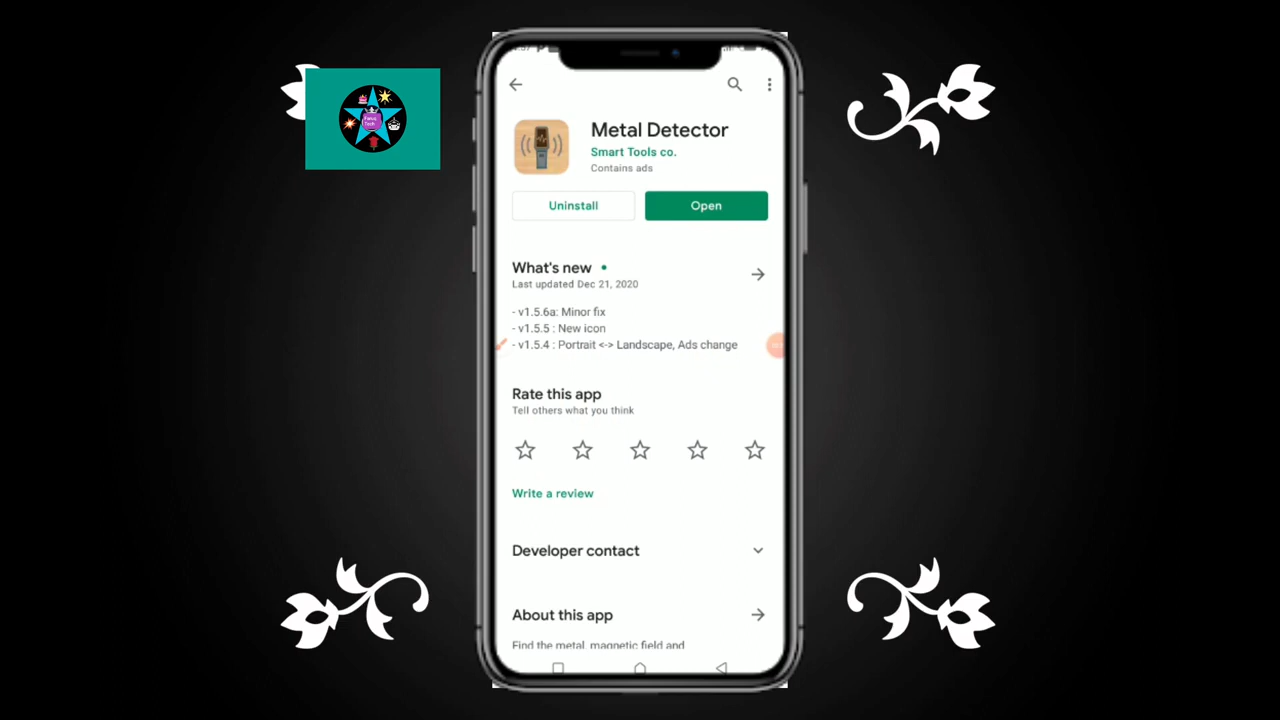 Metal Detector
Smart Tools co.
Contains ads
Uninstall
Open
What's new
Last updated Dec 21, 2020
- v1.5.6a: Minor fix
- v1.5.5 : New icon
- v1.5.4 : Portrait <-> Landscape, Ads change
Rate this app
Tell others what you think
Write a review
Developer contact
About this app
Find the metal, magnetic field and